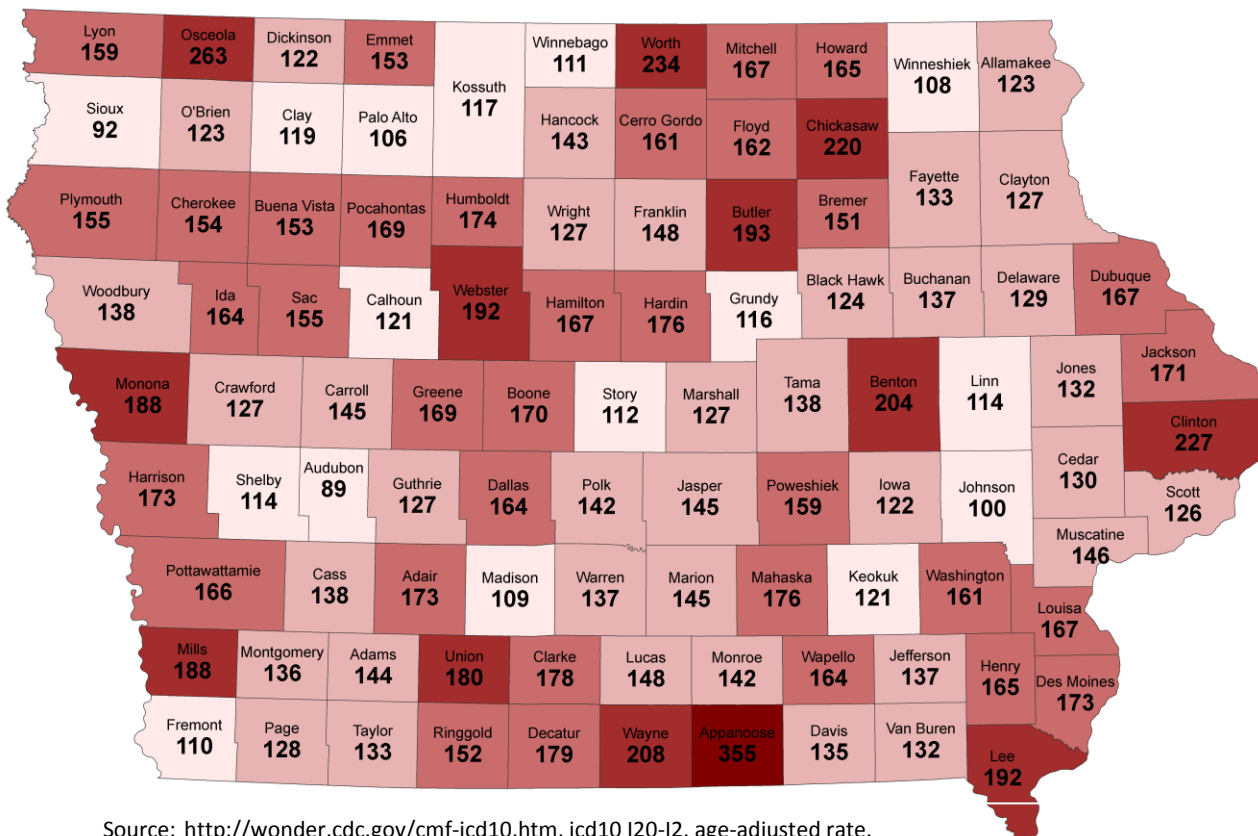 Lyon
159
Osceola
263
Dickinson
122
Emmet
153
Kossuth
117
Winnebago
111
Worth
234
Mitchell
167
Howard
165
Winneshiek
108
Allamakee
123
Sioux
92
O'Brien
123
Clay
119
Palo Alto
106
Hancock
143
Cerro Gordo
161
Floyd
162
Chickasaw
220
Fayette
133
Clayton
127
Plymouth
155
Cherokee
154
Buena Vista
153
Pocahontas
169
Humboldt
174
Wright
127
Franklin
148
Butler
193
Bremer
151
Woodbury
138
Ida
164
Sac
155
Calhoun
121
Webster
192
Hamilton
167
Hardin
176
Grundy
116
Black Hawk
124
Buchanan
137
Delaware
129
Dubuque
167
Monona
188
Crawford
127
Carroll
145
Greene
169
Boone
170
Story
112
Marshall
127
Tama
138
Benton
204
Linn
114
Jones
132
Jackson
171
Clinton
227
Harrison
173
Shelby
114
Audubon
89
Guthrie
127
Dallas
164
Polk
142
Jasper
145
Poweshiek
159
Iowa
122
Johnson
100
Cedar
130
Scott
126
Muscatine
146
Pottawattamie
166
Cass
138
Adair
173
Madison
109
Warren
137
Marion
145
Mahaska
176
Keokuk
121
Washington
161
Louisa
167
Mills
188
Montgomery
136
Adams
144
Union
180
Clarke
178
Lucas
148
Monroe
142
Wapello
164
Jefferson
137
Henry
165
Des Moines
173
Fremont
110
Page
128
Taylor
133
Ringgold
152
Decatur
179
Wayne
208
Appanoose
355
Davis
135
Van Buren
132
Lee
192
Source: http://wonder.cdc.gov/cmf-icd10.htm, icd10 I20-I2, age-adjusted rate.